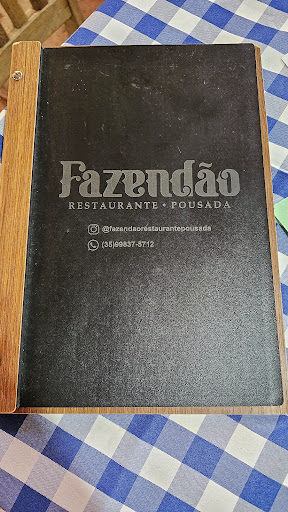 Fazendão
RESTAURANTE • POUSADA
@fazendaorestaurantepousada
(35)99837-5712